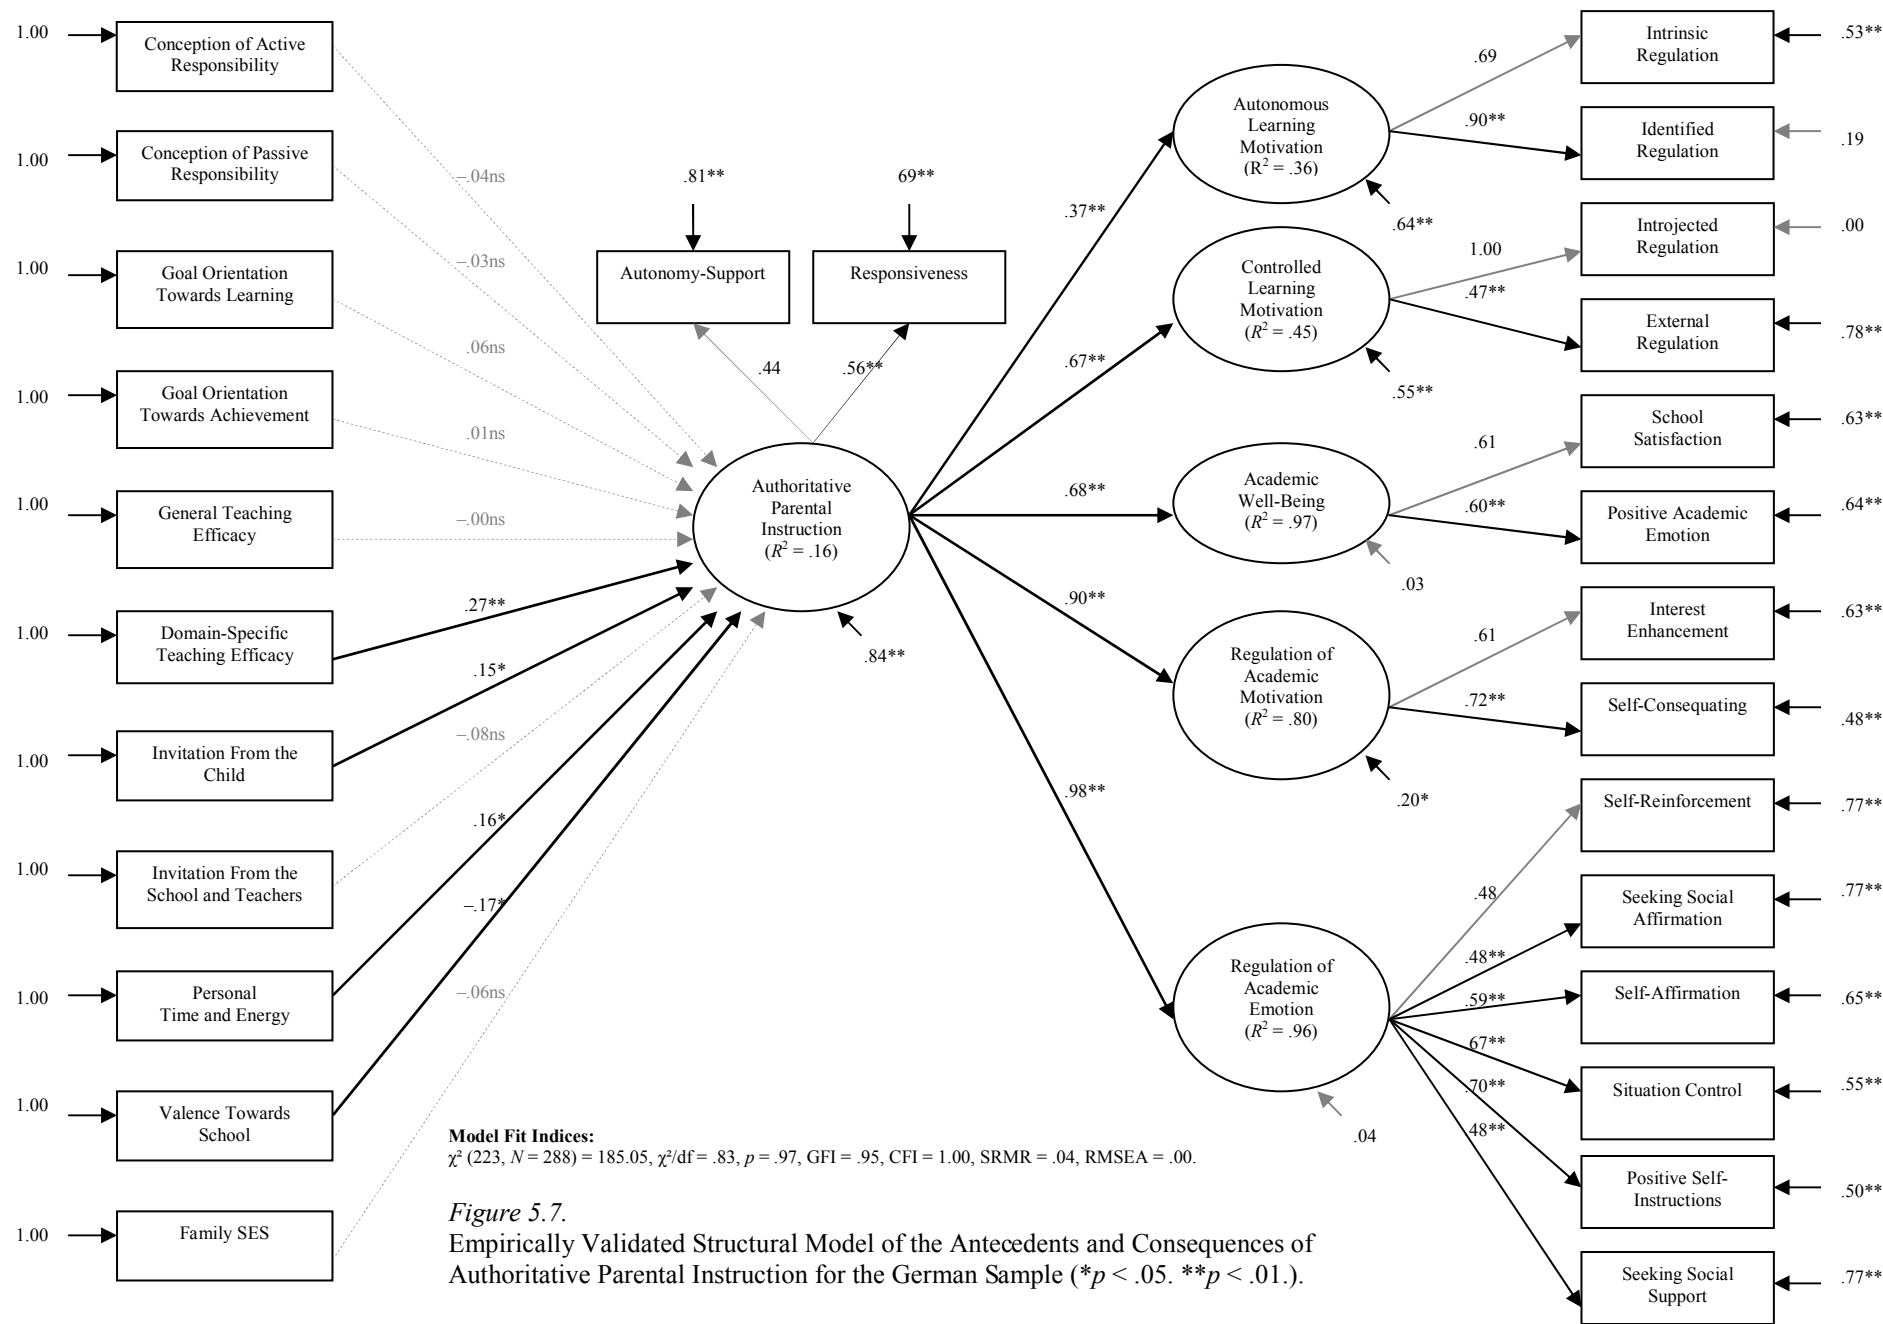 1.00
Conception of Active
Responsibility
1.00
Conception of Passive
Responsibility
1.00
Goal Orientation
Towards Learning
1.00
Goal Orientation
Towards Achievement
1.00
General Teaching
Efficacy
1.00
Domain-Specific
Teaching Efficacy
1.00
Invitation From the
Child
1.00
Invitation From the
School and Teachers
1.00
Personal
Time and Energy
1.00
Valence Towards
School
1.00
Family SES
–.04ns
–.03ns
.06ns
.01ns
–.00ns
.27**
.15*
–.08ns
.16*
–.17*
–.06ns
.81**
69**
Autonomy-Support
Responsiveness
.44
.56**
Authoritative
Parental
Instruction
(R² = .16)
.84**
.37**
.67**
.68**
.90**
.98**
Autonomous
Learning
Motivation
(R² = .36)
.64**
Controlled
Learning
Motivation
(R² = .45)
.55**
Academic
Well-Being
(R² = .97)
.03
Regulation of
Academic
Motivation
(R² = .80)
.20*
Regulation of
Academic
Emotion
(R² = .96)
.04
.69
.90**
1.00
.47**
.61
.60**
.61
.72**
.48
.48**
.59**
67**
.70**
48**
Intrinsic
Regulation
.53**
Identified
Regulation
.19
Introjected
Regulation
.00
External
Regulation
.78**
School
Satisfaction
.63**
Positive Academic
Emotion
.64**
Interest
Enhancement
.63**
Self-Consequating
.48**
Self-Reinforcement
.77**
Seeking Social
Affirmation
.77**
Self-Affirmation
.65**
Situation Control
.55**
Positive Self-
Instructions
.50**
Seeking Social
Support
.77**
Model Fit Indices:
χ² (223, N = 288) = 185.05, χ²/df = .83, p = .97, GFI = .95, CFI = 1.00, SRMR = .04, RMSEA = .00.
Figure 5.7.
Empirically Validated Structural Model of the Antecedents and Consequences of
Authoritative Parental Instruction for the German Sample (*p < .05. **p < .01.).